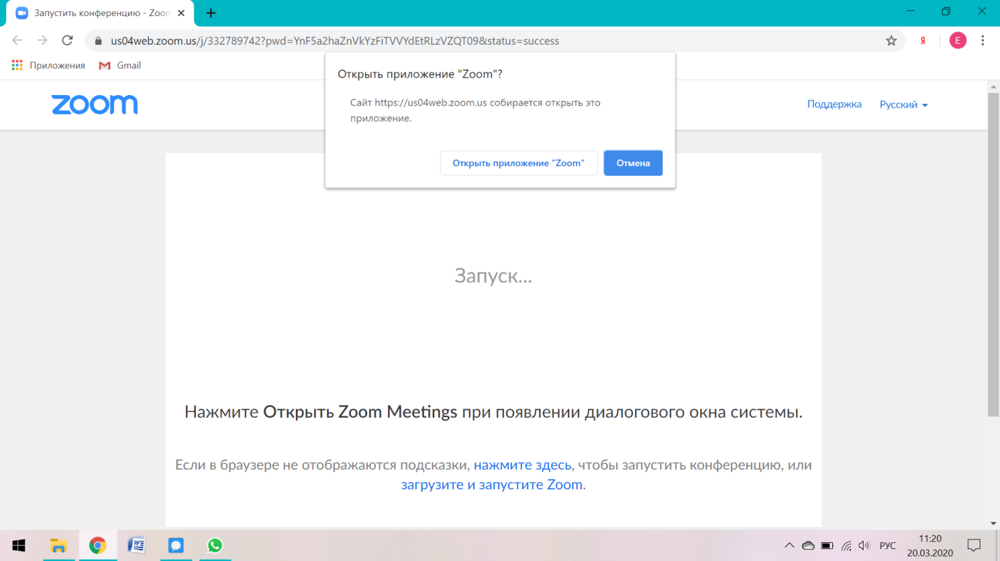 Запустить конференцию - Zoom
us04web.zoom.us/j/332789742?pwd=YnF5a2haZnVkYzFiTVVYdEtRLzVZQT09&status=success
Я
E
Приложения
Gmail
Открыть приложение "Zoom"?
Сайт https://us04web.zoom.us собирается открыть это
приложение.
Открыть приложение "Zoom"
Отмена
zoom
Поддержка
Русский
Запуск...
Нажмите Открыть Zoom Meetings при появлении диалогового окна системы.
Если в браузере не отображаются подсказки, нажмите здесь, чтобы запустить конференцию, или
загрузите и запустите Zoom.
РУС
11:20
20.03.2020